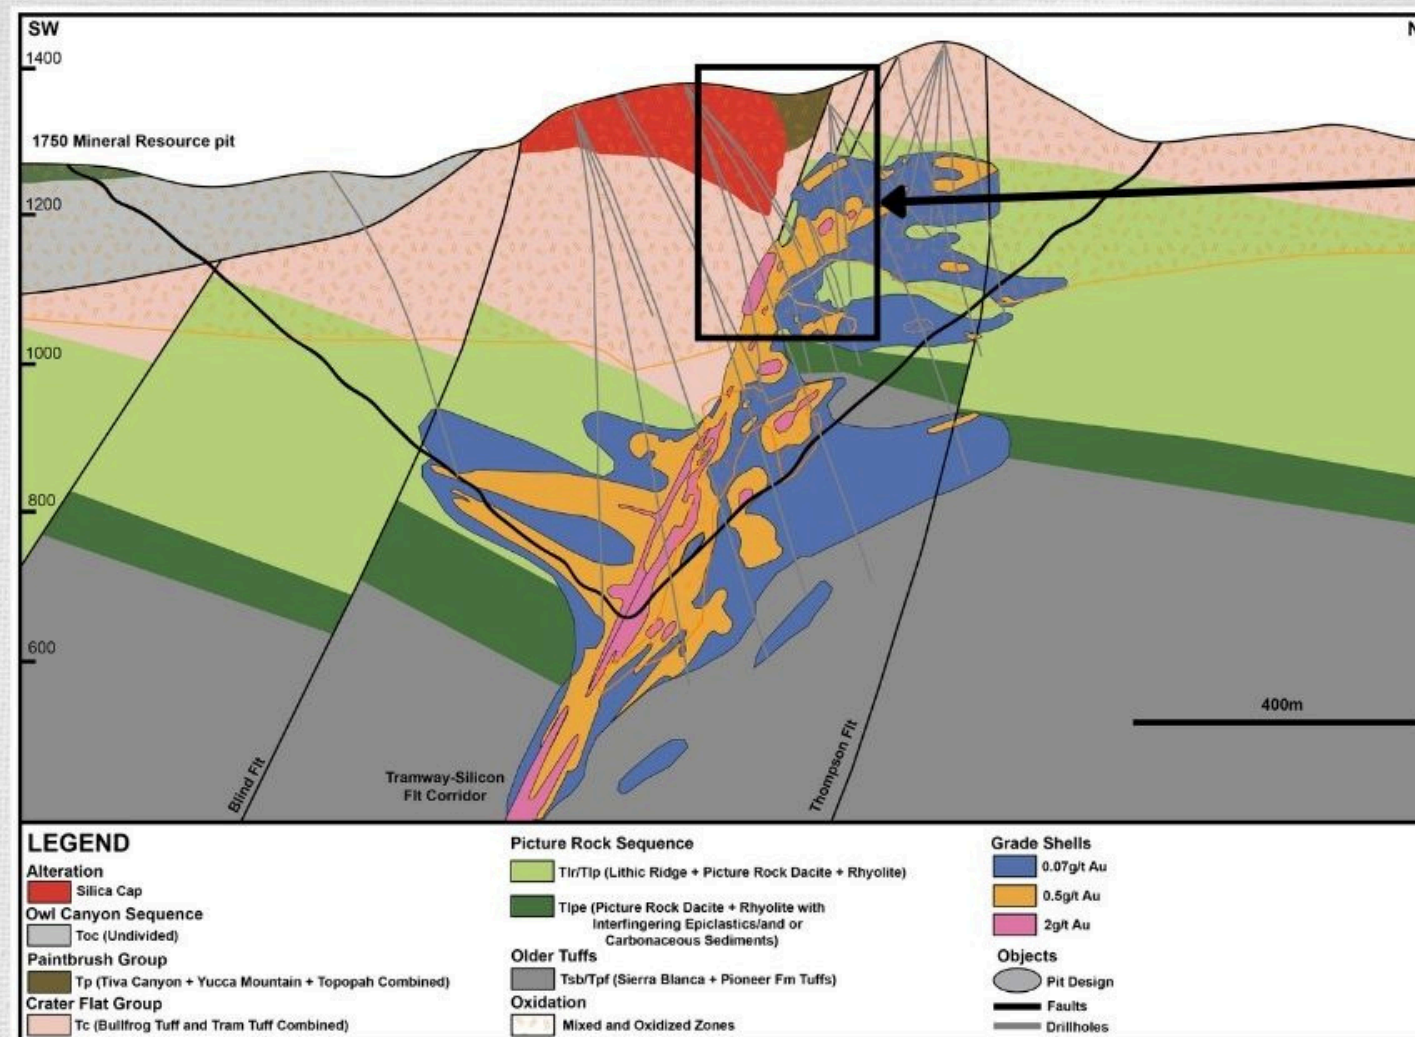 SW
N
1400
1750 Mineral Resource pit
1200
1000
800
600
400m
Blind Flt
Tramway-Silicon
Flt Corridor
Thompson Flt
LEGEND
Alteration
Silica Cap
Owl Canyon Sequence
Toc (Undivided)
Paintbrush Group
Tp (Tiva Canyon + Yucca Mountain + Topopah Combined)
Crater Flat Group
Tc (Bullfrog Tuff and Tram Tuff Combined)
Picture Rock Sequence
Tlr/Tlp (Lithic Ridge + Picture Rock Dacite + Rhyolite)
Tlpe (Picture Rock Dacite + Rhyolite with
Interfingering Epiclastics/and or
Carbonaceous Sediments)
Older Tuffs
Tsb/Tpf (Sierra Blanca + Pioneer Fm Tuffs)
Oxidation
Mixed and Oxidized Zones
Grade Shells
0.07g/t Au
0.5g/t Au
2g/t Au
Objects
Pit Design
Faults
Drillholes